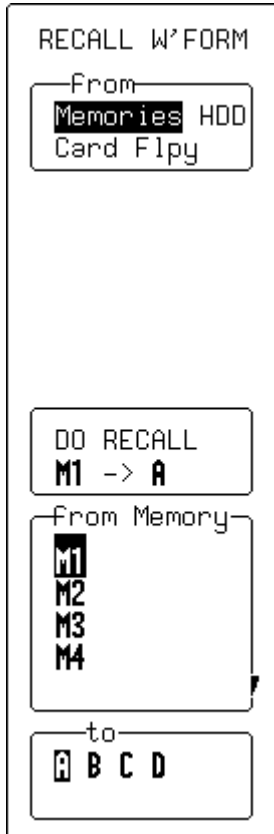 RECALL W'FORM
From
Memories HDD
Card Flpy
DO RECALL
M1 -> A
From Memory
M1
M2
M3
M4
to
A B C D